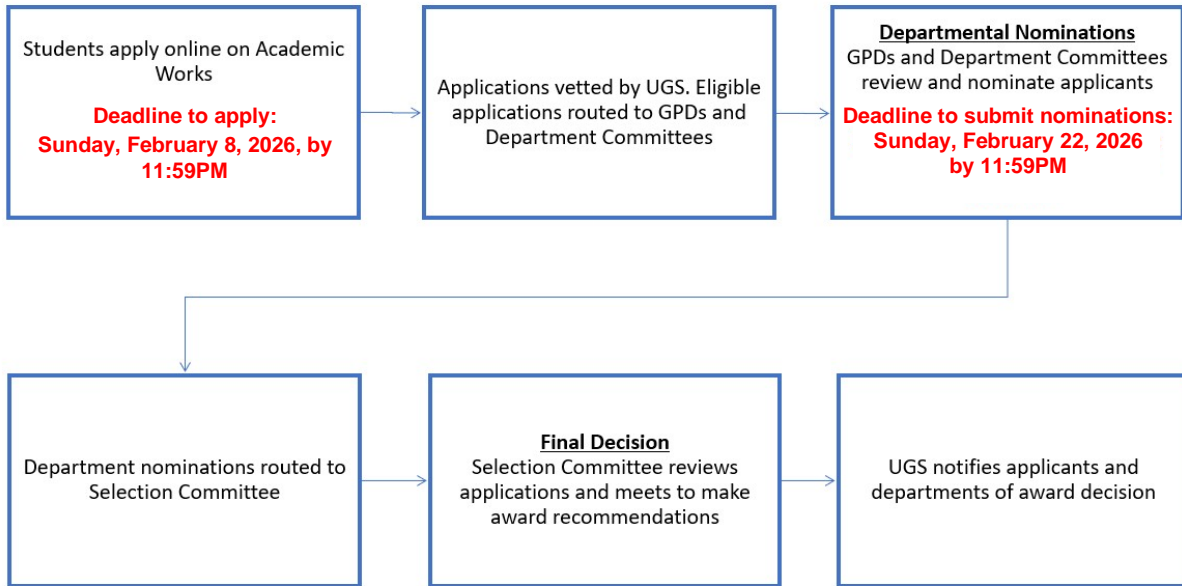 Students apply online on Academic
Works
Deadline to apply:
Sunday, February 8, 2026, by
11:59PM
Applications vetted by UGS. Eligible
applications routed to GPDs and
Department Committees
Departmental Nominations
GPDs and Department Committees
review and nominate applicants
Deadline to submit nominations:
Sunday, February 22, 2026
by 11:59PM
Department nominations routed to
Selection Committee
Final Decision
Selection Committee reviews
applications and meets to make
award recommendations
UGS notifies applicants and
departments of award decision